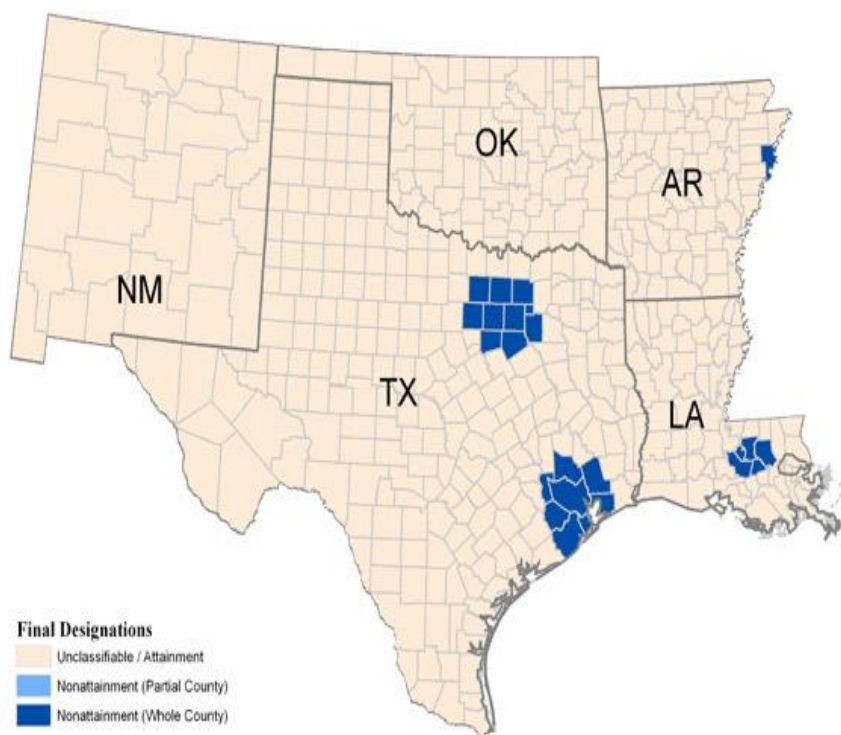 OK
AR
NM
TX
LA
Final Designations
Unclassifiable / Attainment
Nonattainment (Partial County)
Nonattainment (Whole County)